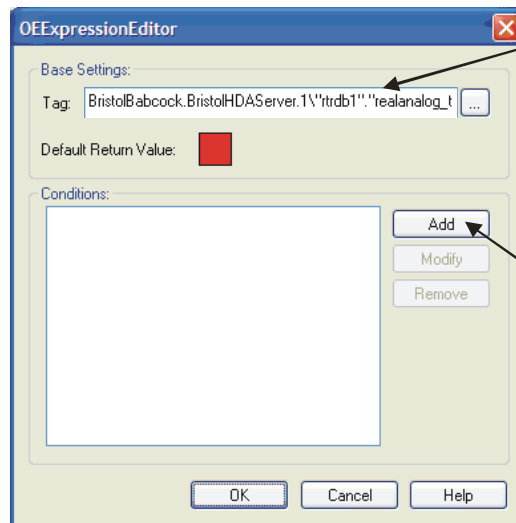 OEExpressionEditor
Base Settings:
Tag: BristolBabcock.BristolHDAServer.1\"rtrdb1"."realanalog_t ...
Default Return Value:
Conditions:
Add
Modify
Remove
OK Cancel Help